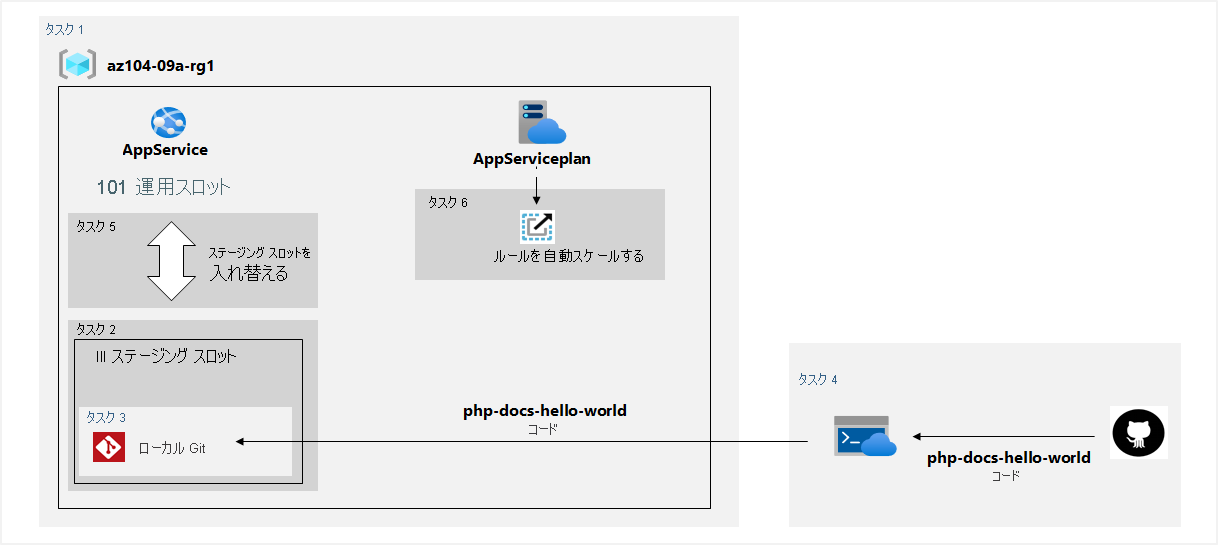 タスク 1
az104-09a-rg1
AppService
101 運用スロット
タスク 5
ステージング スロットを
入れ替える
タスク 2
III ステージング スロット
タスク 3
ローカル Git
AppServiceplan
タスク 6
ルールを自動スケールする
php-docs-hello-world
コード
タスク 4
php-docs-hello-world
コード